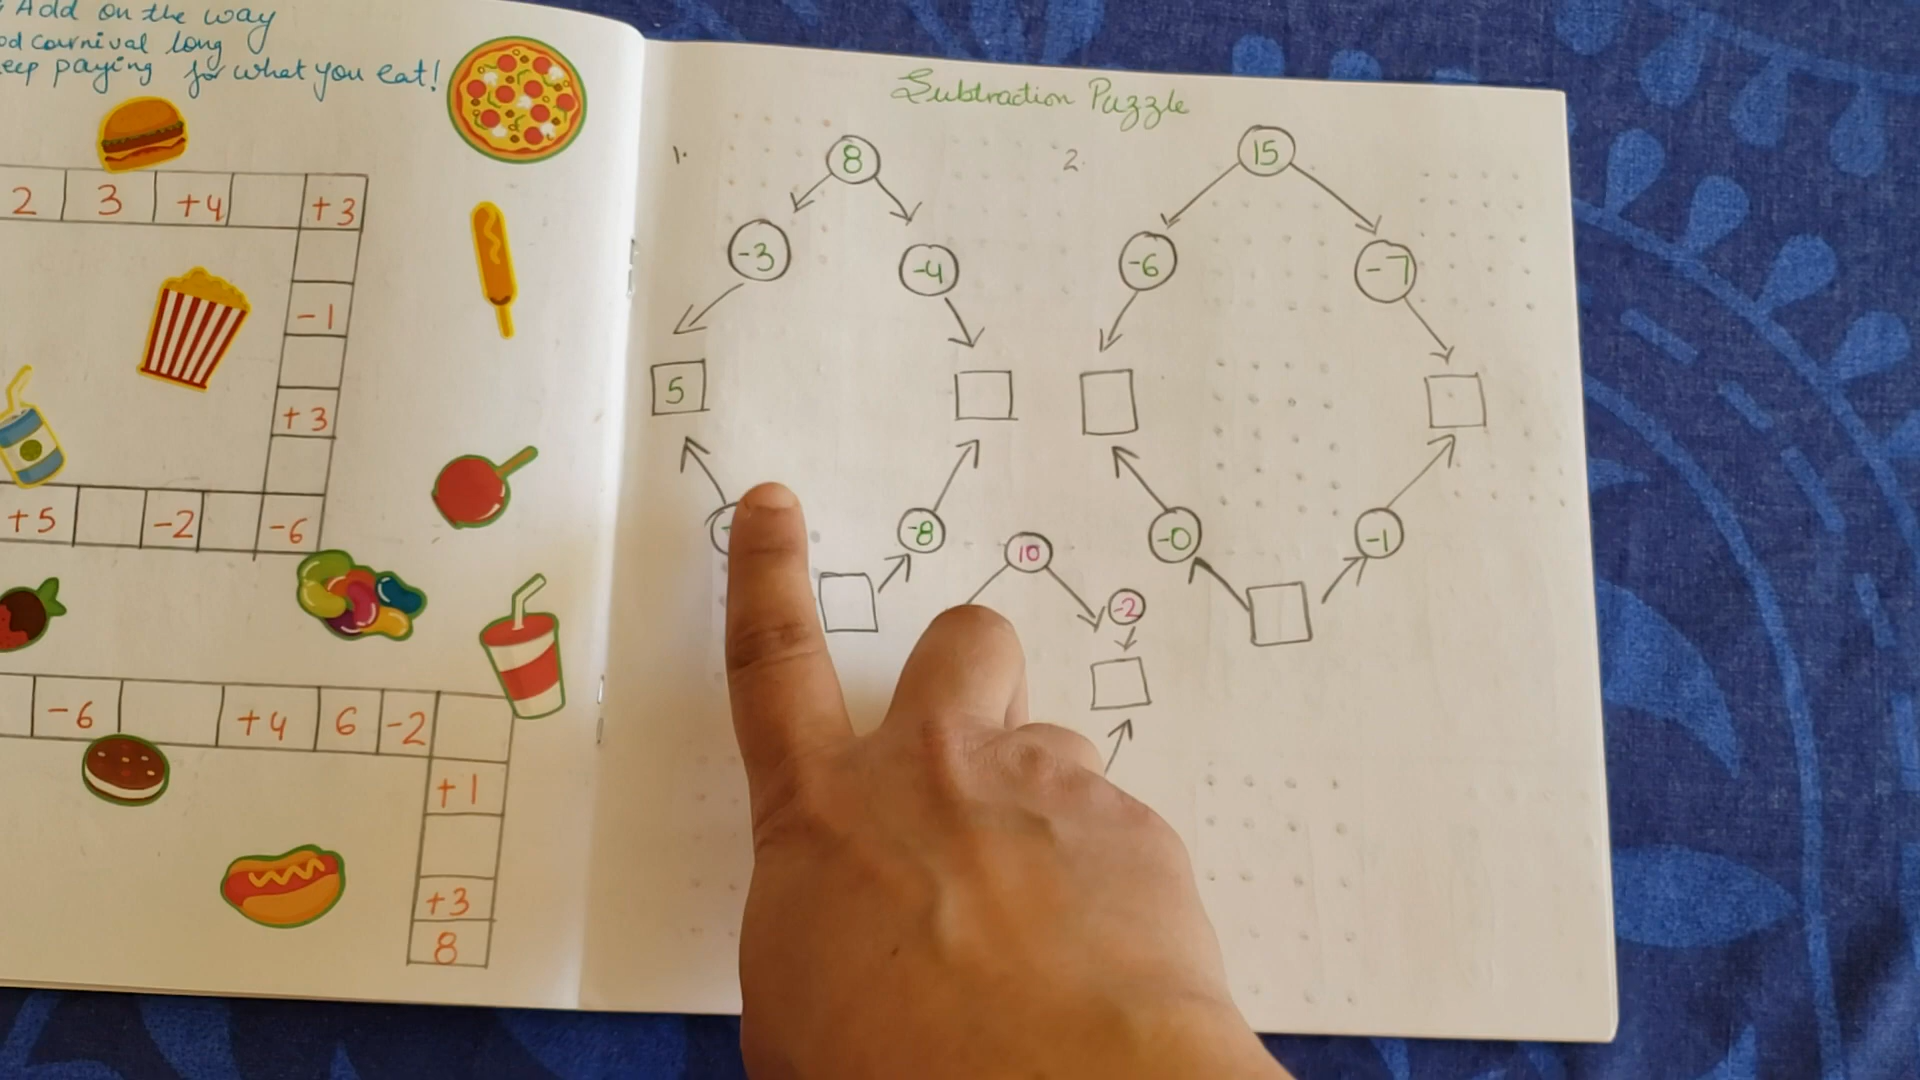 Add on the way
carnival long
paying for what you eat!
2 3 +4 +3
-1
+3
+5 -2 -6
-6 +4 6 -2
+1
+3
8
Subtraction Puzzle
1.
8
-3 -4
5
-8
2.
15
-6 -7
-0 -1
10
-2